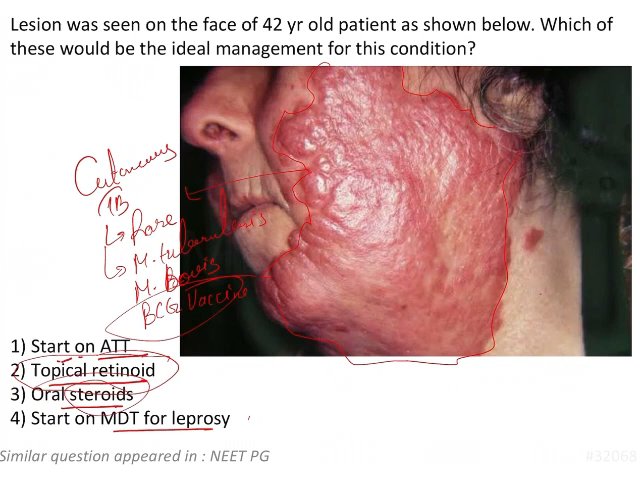 Lesion was seen on the face of 42 yr old patient as shown below. Which of
these would be the ideal management for this condition?
Cutaneous
TB
↳ Rare
↳ M. tuberculosis
M. Bovis
BCG Vaccine
1) Start on ATT
2) Topical retinoid
3) Oral steroids
4) Start on MDT for leprosy
Similar question appeared in : NEET PG
#32068